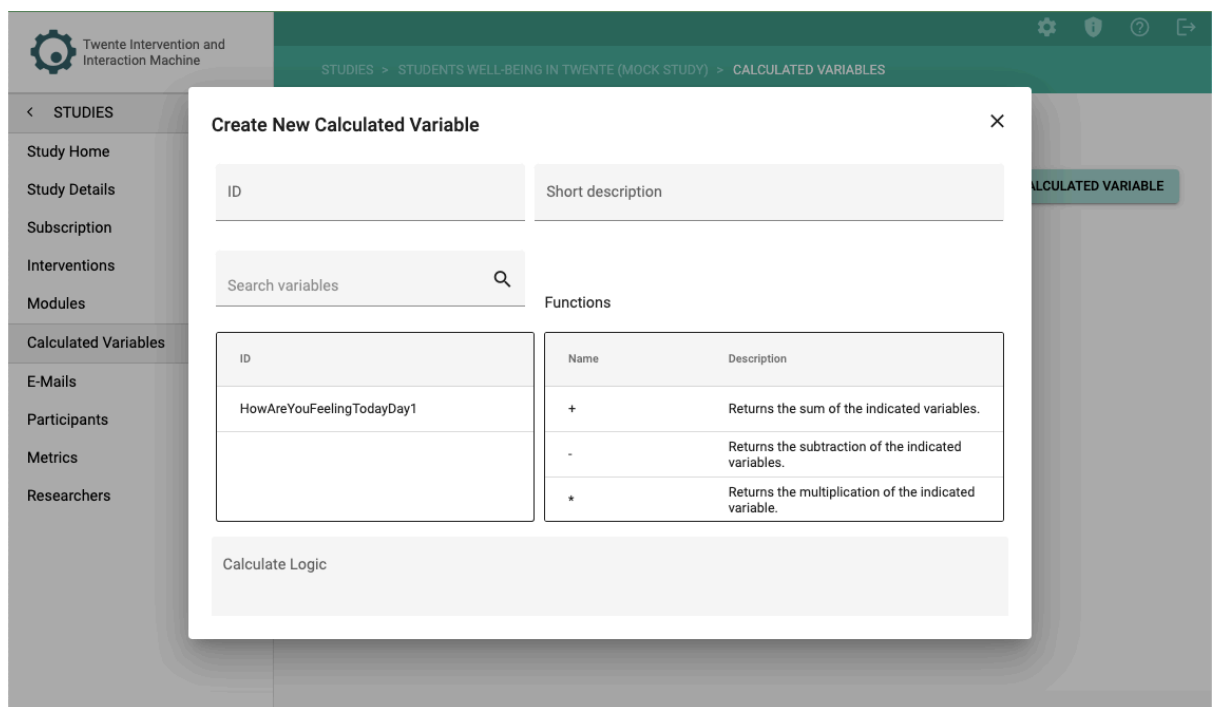 Twente Intervention and
Interaction Machine
STUDIES > STUDENTS WELL-BEING IN TWENTE (MOCK STUDY) > CALCULATED VARIABLES
< STUDIES
Study Home
Study Details
Subscription
Interventions
Modules
Calculated Variables
E-Mails
Participants
Metrics
Researchers
ALCULATED VARIABLE
Create New Calculated Variable
ID
Short description
Search variables
Functions
ID
HowAreYouFeelingTodayDay1
Name Description
+ Returns the sum of the indicated variables.
- Returns the subtraction of the indicated
variables.
* Returns the multiplication of the indicated
variable.
Calculate Logic